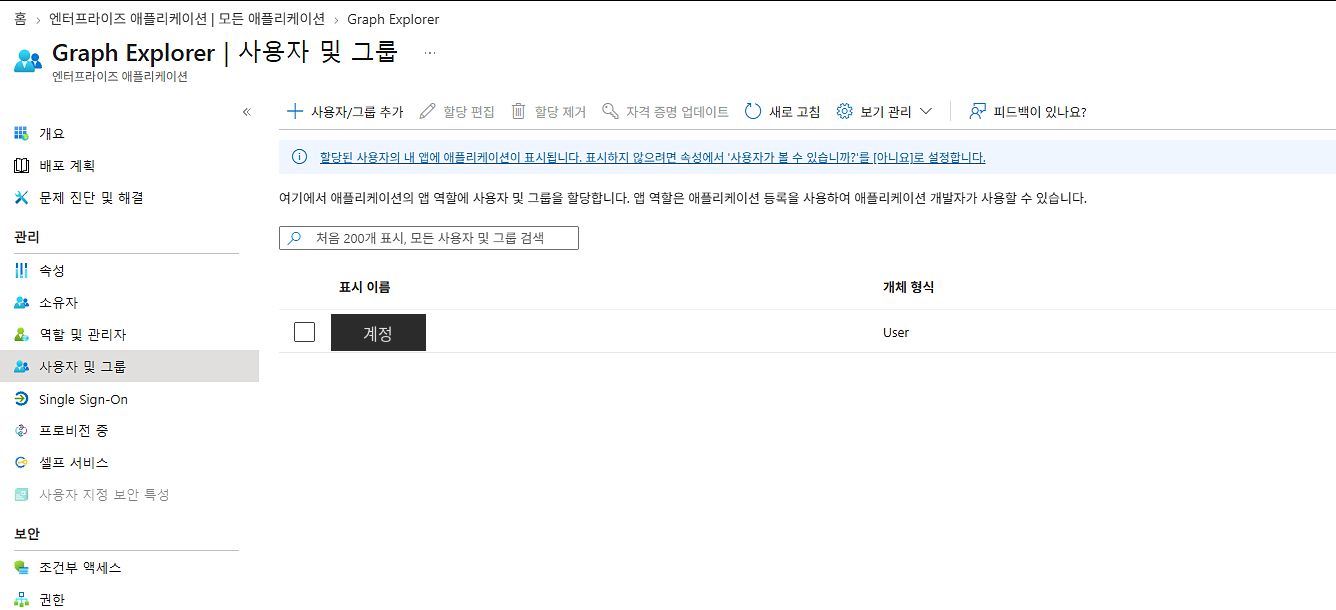 홈 > 엔터프라이즈 애플리케이션 | 모든 애플리케이션 > Graph Explorer
Graph Explorer | 사용자 및 그룹 ...
엔터프라이즈 애플리케이션
«
개요
배포 계획
문제 진단 및 해결
관리
속성
소유자
역할 및 관리자
사용자 및 그룹
Single Sign-On
프로비전 중
셀프 서비스
사용자 지정 보안 특성
보안
조건부 액세스
권한
사용자/그룹 추가 할당 편집 할당 제거 자격 증명 업데이트 새로 고침 보기 관리 피드백이 있나요?
할당된 사용자의 내 앱에 애플리케이션이 표시됩니다. 표시하지 않으려면 속성에서 '사용자가 볼 수 있습니까?'를 [아니요]로 설정합니다.
여기에서 애플리케이션의 앱 역할에 사용자 및 그룹을 할당합니다. 앱 역할은 애플리케이션 등록을 사용하여 애플리케이션 개발자가 사용할 수 있습니다.
처음 200개 표시, 모든 사용자 및 그룹 검색
표시 이름 개체 형식
계정 User